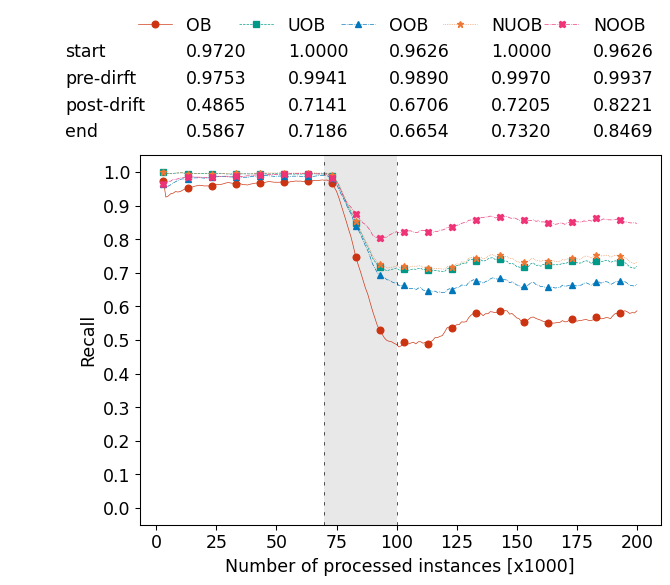 OB UOB OOB NUOB NOOB
start 0.9720 1.0000 0.9626 1.0000 0.9626
pre-dirft 0.9753 0.9941 0.9890 0.9970 0.9937
post-drift 0.4865 0.7141 0.6706 0.7205 0.8221
end 0.5867 0.7186 0.6654 0.7320 0.8469
1.0
0.9
0.8
0.7
0.6
0.5
0.4
0.3
0.2
0.1
0.0
Recall
0 25 50 75 100 125 150 175 200
Number of processed instances [x1000]